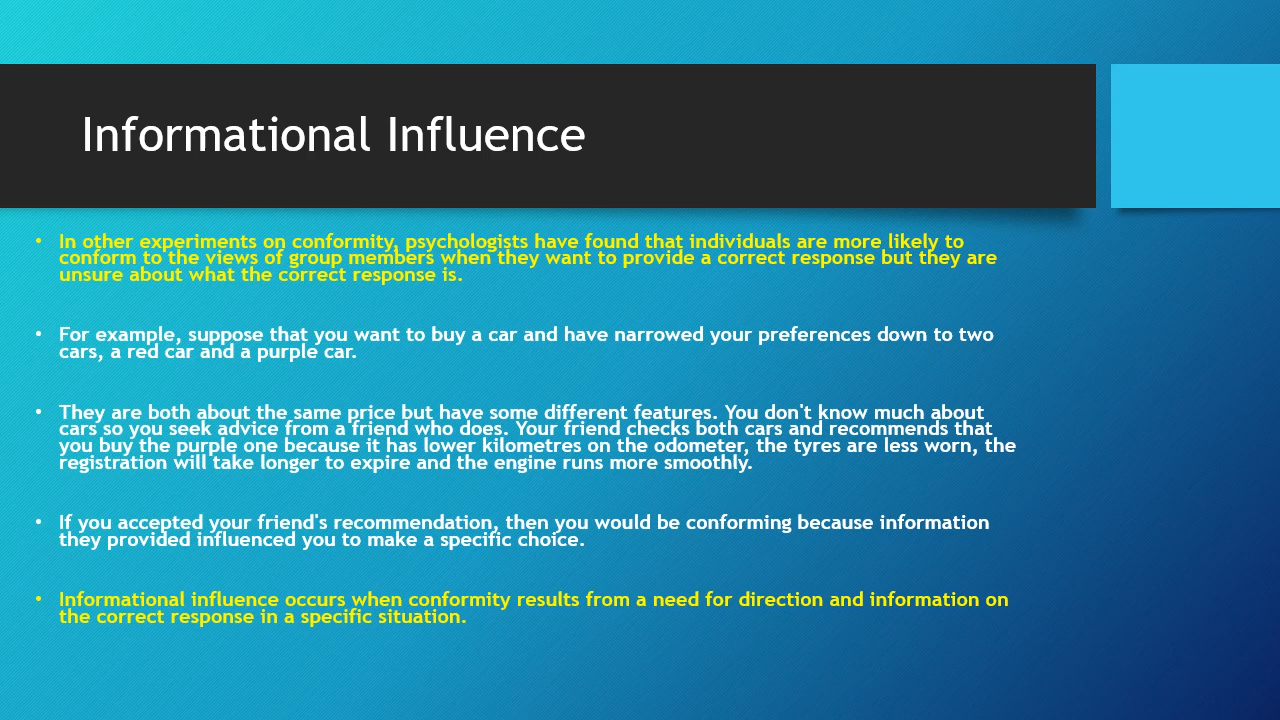 Informational Influence
• In other experiments on conformity, psychologists have found that individuals are more likely to
conform to the views of group members when they want to provide a correct response but they are
unsure about what the correct response is.
• For example, suppose that you want to buy a car and have narrowed your preferences down to two
cars, a red car and a purple car.
• They are both about the same price but have some different features. You don't know much about
cars so you seek advice from a friend who does. Your friend checks both cars and recommends that
you buy the purple one because it has lower kilometres on the odometer, the tyres are less worn, the
registration will take longer to expire and the engine runs more smoothly.
• If you accepted your friend's recommendation, then you would be conforming because information
they provided influenced you to make a specific choice.
• Informational influence occurs when conformity results from a need for direction and information on
the correct response in a specific situation.